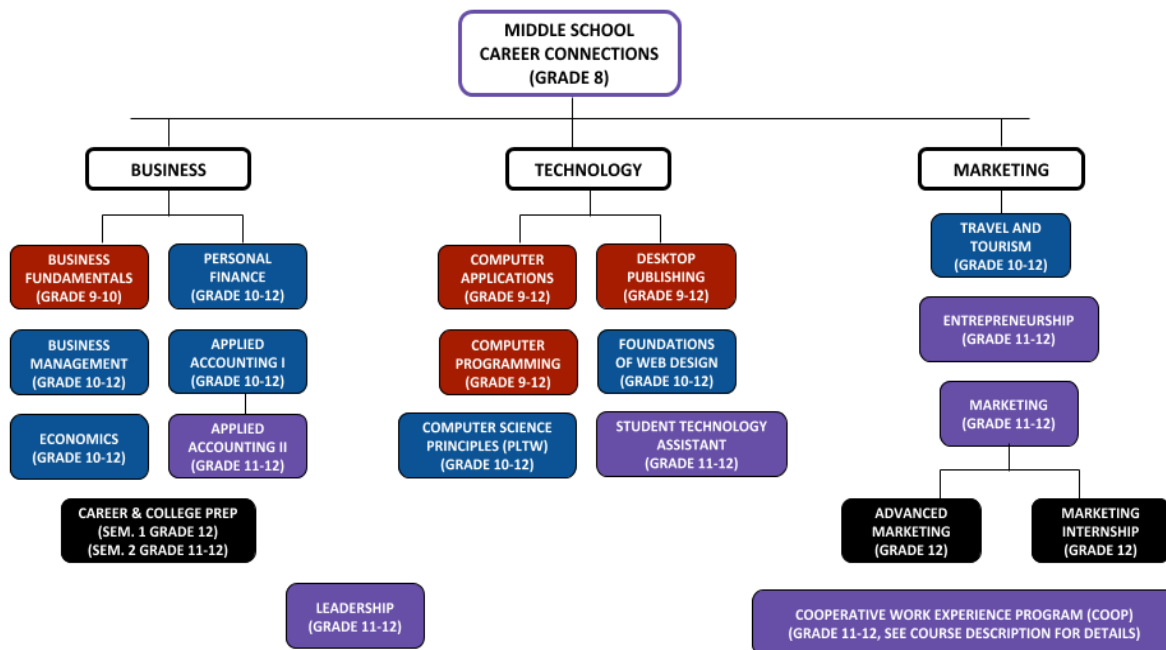 MIDDLE SCHOOL
CAREER CONNECTIONS
(GRADE 8)
BUSINESS
TECHNOLOGY
MARKETING
BUSINESS
FUNDAMENTALS
(GRADE 9-10)
PERSONAL
FINANCE
(GRADE 10-12)
BUSINESS
MANAGEMENT
(GRADE 10-12)
APPLIED
ACCOUNTING I
(GRADE 10-12)
ECONOMICS
(GRADE 10-12)
APPLIED
ACCOUNTING II
(GRADE 11-12)
CAREER & COLLEGE PREP
(SEM. 1 GRADE 12)
(SEM. 2 GRADE 11-12)
LEADERSHIP
(GRADE 11-12)
COMPUTER
APPLICATIONS
(GRADE 9-12)
DESKTOP
PUBLISHING
(GRADE 9-12)
COMPUTER
PROGRAMMING
(GRADE 9-12)
FOUNDATIONS
OF WEB DESIGN
(GRADE 10-12)
COMPUTER SCIENCE
PRINCIPLES (PLTW)
(GRADE 10-12)
STUDENT TECHNOLOGY
ASSISTANT
(GRADE 11-12)
TRAVEL AND
TOURISM
(GRADE 10-12)
ENTREPRENEURSHIP
(GRADE 11-12)
MARKETING
(GRADE 11-12)
ADVANCED
MARKETING
(GRADE 12)
MARKETING
INTERNSHIP
(GRADE 12)
COOPERATIVE WORK EXPERIENCE PROGRAM (COOP)
(GRADE 11-12, SEE COURSE DESCRIPTION FOR DETAILS)